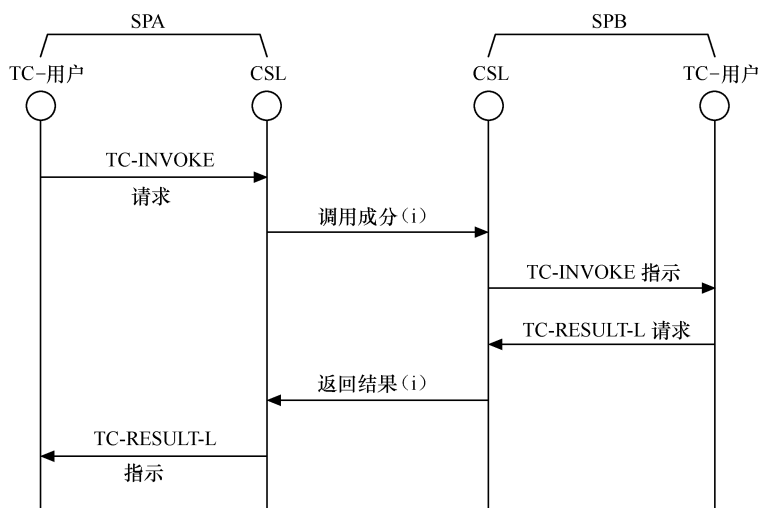 SPA
SPB
TC-用户
CSL
CSL
TC-用户
TC-INVOKE
请求
调用成分(i)
TC-INVOKE 指示
TC-RESULT-L 请求
返回结果(i)
TC-RESULT-L
指示